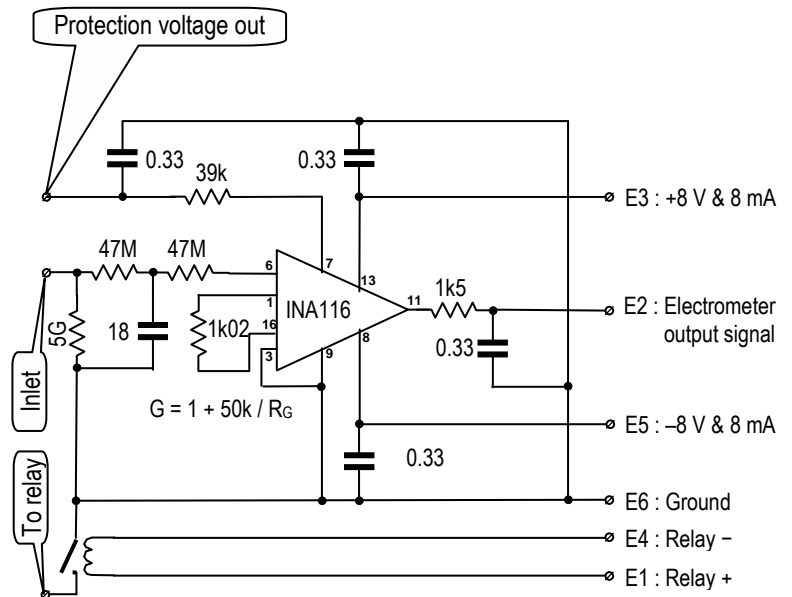 Protection voltage out
0.33
0.33
39k
E3 : +8 V & 8 mA
47M
47M
6
7
13
1
INA116
11
1k5
5G
18
1k02
16
3
9
8
0.33
E2 : Electrometer
output signal
Inlet
G = 1 + 50k / RG
E5 : –8 V & 8 mA
0.33
To relay
E6 : Ground
E4 : Relay −
E1 : Relay +